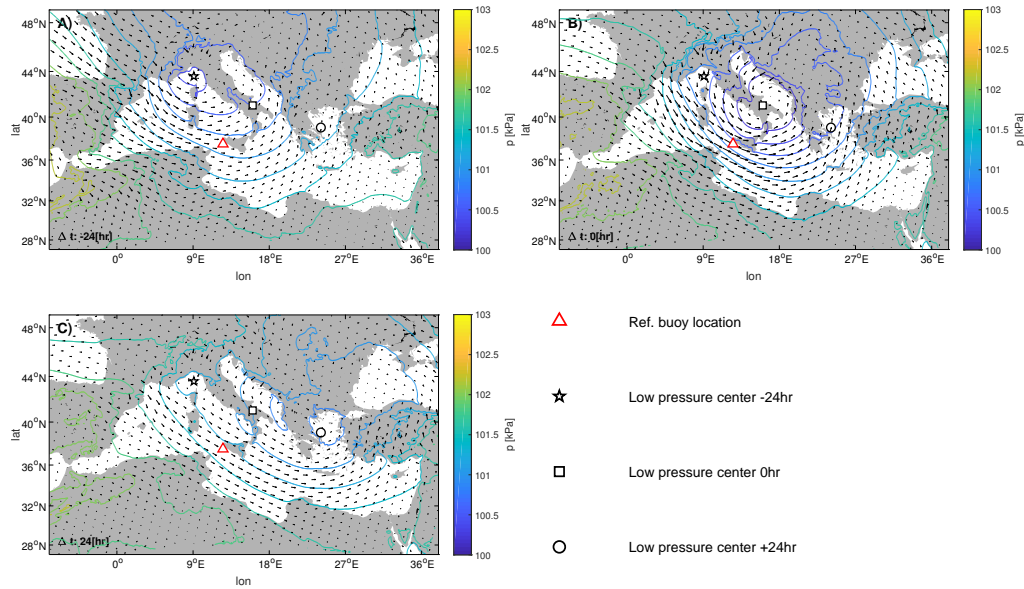 A)
48°N
44°N
40°N
36°N
32°N
28°N
lat
0°
9°E
18°E
27°E
36°E
lon
Δ t: -24[hr]
103
102.5
102
101.5
101
100.5
100
p [kPa]
B)
48°N
44°N
40°N
36°N
32°N
28°N
lat
0°
9°E
18°E
27°E
36°E
lon
Δ t: 0[hr]
103
102.5
102
101.5
101
100.5
100
p [kPa]
C)
48°N
44°N
40°N
36°N
32°N
28°N
lat
0°
9°E
18°E
27°E
36°E
lon
Δ t: 24[hr]
103
102.5
102
101.5
101
100.5
100
p [kPa]
Ref. buoy location
Low pressure center -24hr
Low pressure center 0hr
Low pressure center +24hr